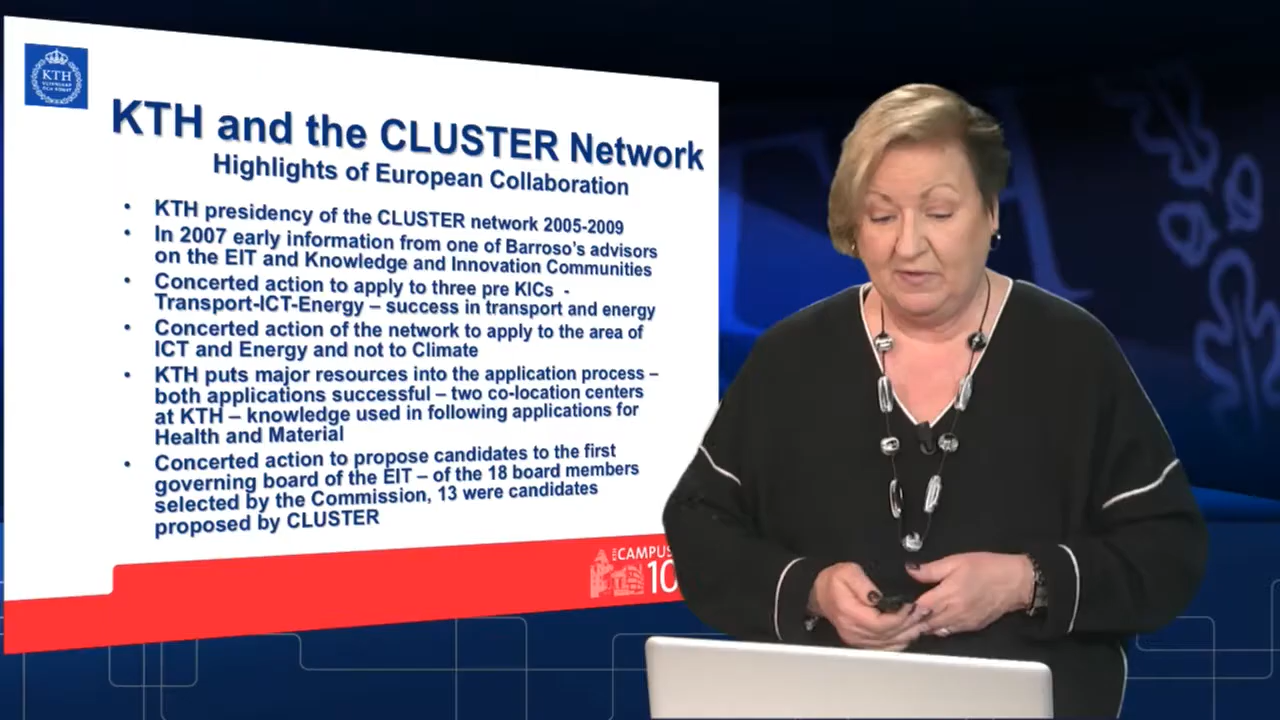 KTH
VETENSKAP
OCH KONST
KTH and the CLUSTER Network
Highlights of European Collaboration
• KTH presidency of the CLUSTER network 2005-2009
• In 2007 early information from one of Barroso's advisors
on the EIT and Knowledge and Innovation Communities
• Concerted action to apply to three pre KICs -
Transport-ICT-Energy – success in transport and energy
• Concerted action of the network to apply to the area of
ICT and Energy and not to Climate
• KTH puts major resources into the application process –
both applications successful – two co-location centers
at KTH – knowledge used in following applications for
Health and Material
• Concerted action to propose candidates to the first
governing board of the EIT – of the 18 board members
selected by the Commission, 13 were candidates
proposed by CLUSTER
KTH CAMPUS
10